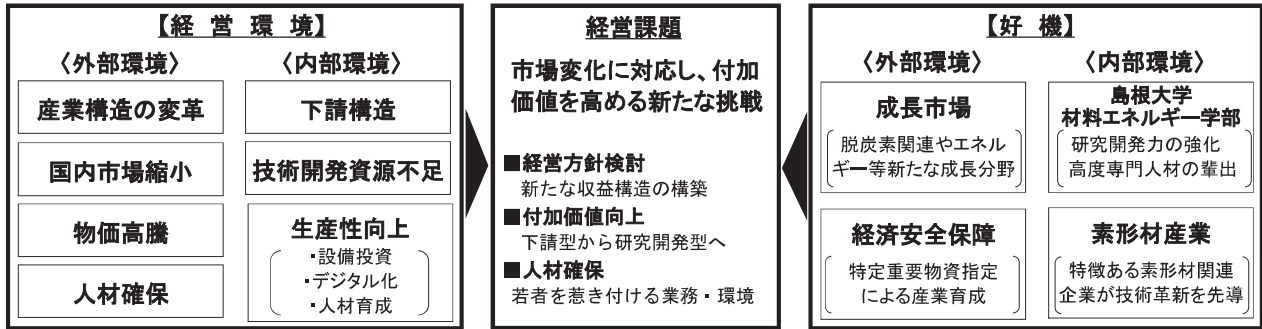 【経 営 環 境】
〈外部環境〉
産業構造の変革
国内市場縮小
物価高騰
人材確保
〈内部環境〉
下請構造
技術開発資源不足
生産性向上
・設備投資
・デジタル化
・人材育成
経営課題
市場変化に対応し、付加
価値を高める新たな挑戦
■経営方針検討
新たな収益構造の構築
■付加価値向上
下請型から研究開発型へ
■人材確保
若者を惹き付ける業務・環境
【好 機】
〈外部環境〉
成長市場
脱炭素関連やエネル
ギー等新たな成長分野
経済安全保障
特定重要物資指定
による産業育成
〈内部環境〉
島根大学
材料エネルギー学部
研究開発力の強化
高度専門人材の輩出
素形材産業
特徴ある素形材関連
企業が技術革新を先導